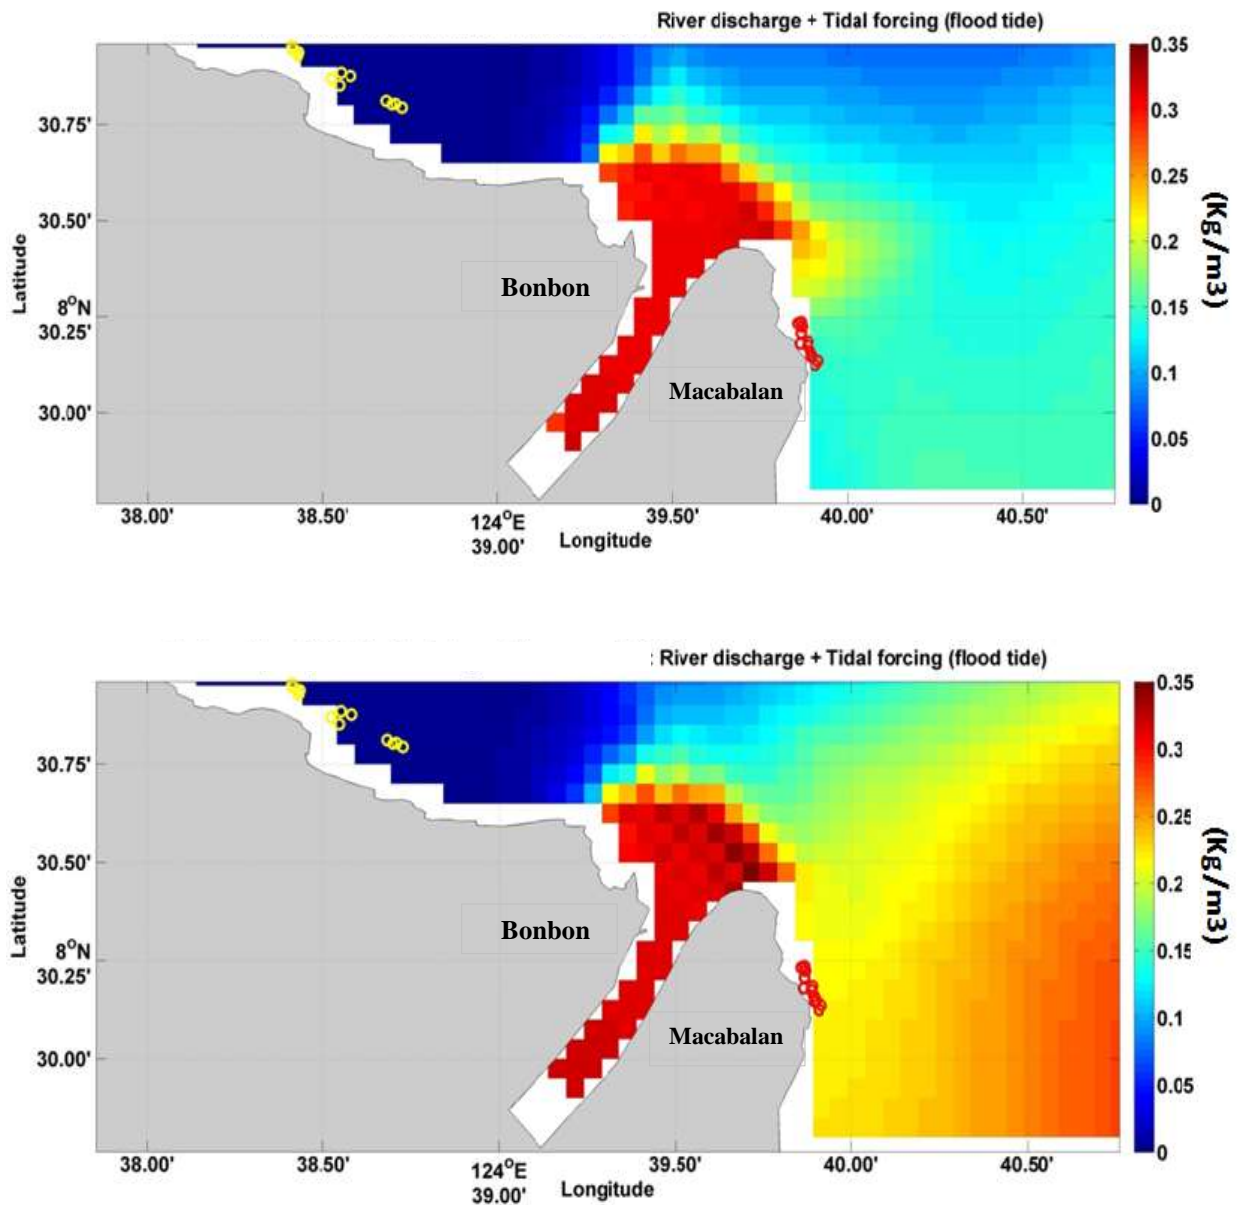 River discharge + Tidal forcing (flood tide)
0.35
0.3
0.25
0.2
0.15
0.1
0.05
0
(Kg/m3)
30.75'
30.50'
8°N
30.25'
30.00'
Latitude
Bonbon
Macabalan
38.00'
38.50'
124°E
39.00'
39.50'
40.00'
40.50'
Longitude
: River discharge + Tidal forcing (flood tide)
0.35
0.3
0.25
0.2
0.15
0.1
0.05
0
(Kg/m3)
30.75'
30.50'
8°N
30.25'
30.00'
Latitude
Bonbon
Macabalan
38.00'
38.50'
124°E
39.00'
39.50'
40.00'
40.50'
Longitude